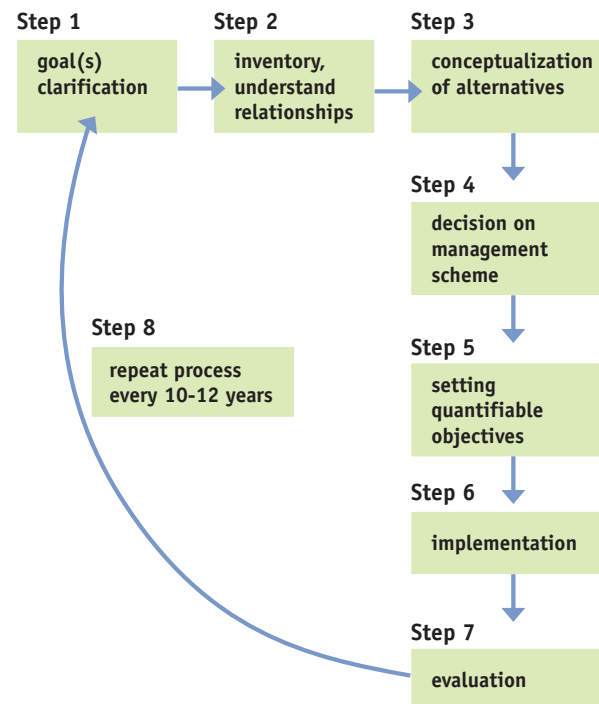 Step 1
goal(s)
clarification
Step 2
inventory,
understand
relationships
Step 3
conceptualization
of alternatives
Step 4
decision on
management
scheme
Step 5
setting
quantifiable
objectives
Step 6
implementation
Step 7
evaluation
Step 8
repeat process
every 10-12 years